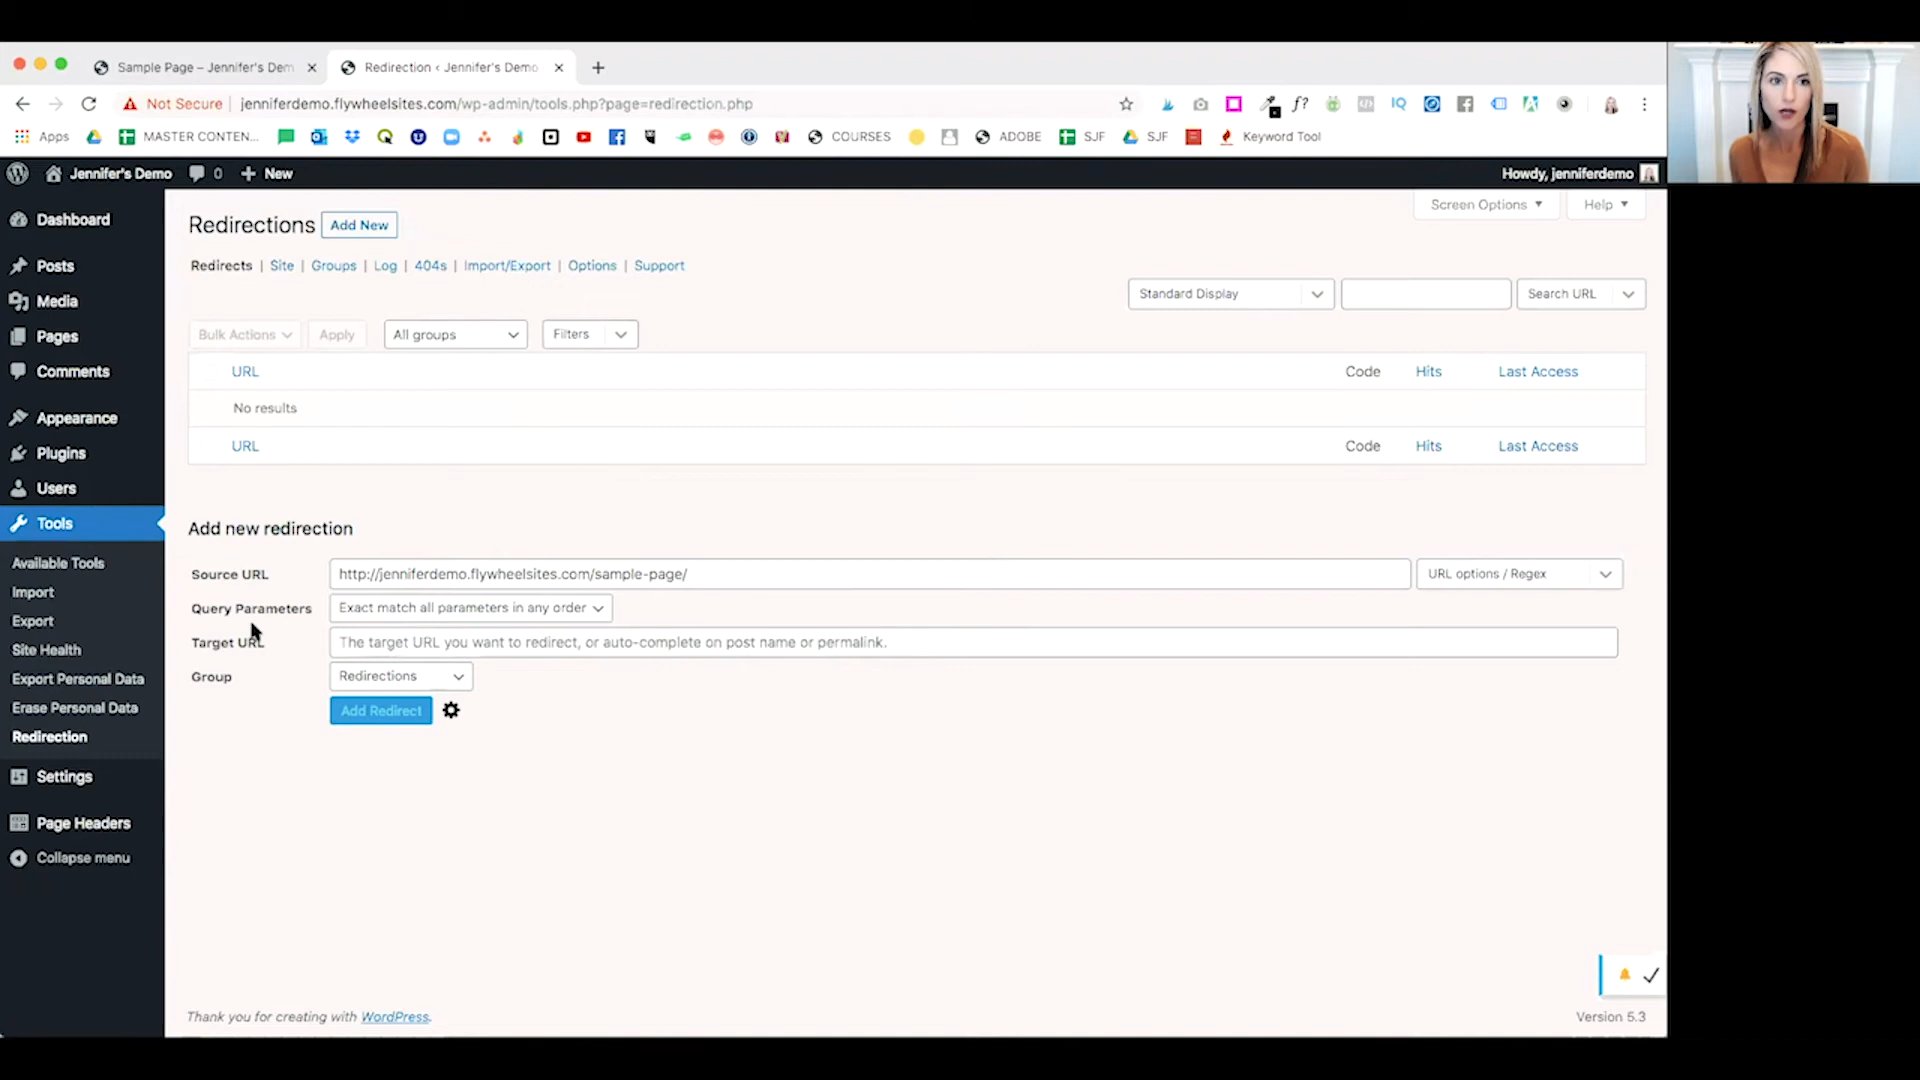 Sample Page – Jennifer's Dem
Redirection ‹ Jennifer's Demo
Not Secure | jenniferdemo.flywheelsites.com/wp-admin/tools.php?page=redirection.php
f?
IQ
Apps
MASTER CONTEN...
COURSES
ADOBE
SJF
SJF
Keyword Tool
Jennifer's Demo
0
New
Howdy, jenniferdemo
Dashboard
Posts
Media
Pages
Comments
Appearance
Plugins
Users
Tools
Available Tools
Import
Export
Site Health
Export Personal Data
Erase Personal Data
Redirection
Settings
Page Headers
Collapse menu
Screen Options
Help
Redirections
Add New
Redirects | Site | Groups | Log | 404s | Import/Export | Options | Support
Standard Display
Search URL
Bulk Actions
Apply
All groups
Filters
URL Code Hits Last Access
No results
URL Code Hits Last Access
Add new redirection
Source URL http://jenniferdemo.flywheelsites.com/sample-page/ URL options / Regex
Query Parameters Exact match all parameters in any order
Target URL The target URL you want to redirect, or auto-complete on post name or permalink.
Group Redirections
Add Redirect
Thank you for creating with WordPress.
Version 5.3